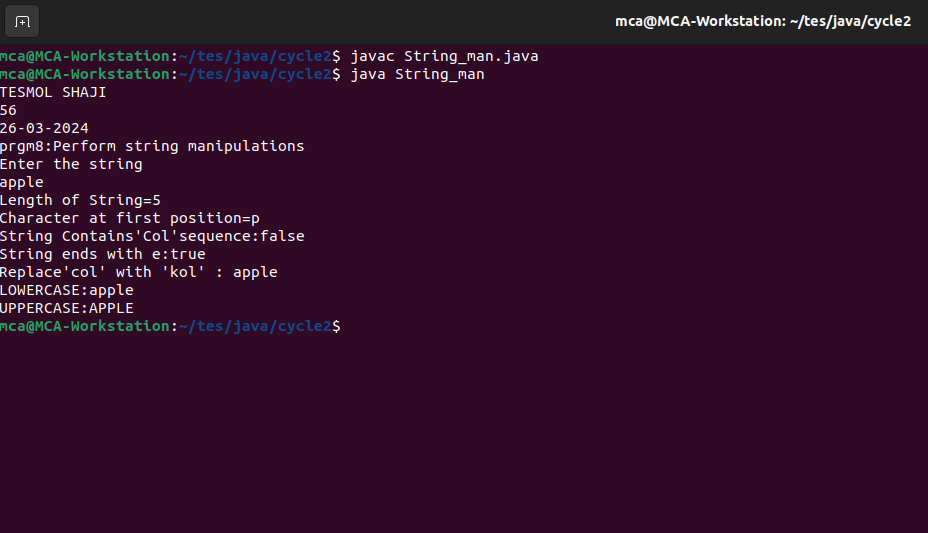 mca@MCA-Workstation: ~/tes/java/cycle2
mca@MCA-Workstation:~/tes/java/cycle2$ javac String_man.java
mca@MCA-Workstation:~/tes/java/cycle2$ java String_man
TESMOL SHAJI
56
26-03-2024
prgm8:Perform string manipulations
Enter the string
apple
Length of String=5
Character at first position=p
String Contains'Col'sequence:false
String ends with e:true
Replace'col' with 'kol' : apple
LOWERCASE:apple
UPPERCASE:APPLE
mca@MCA-Workstation:~/tes/java/cycle2$